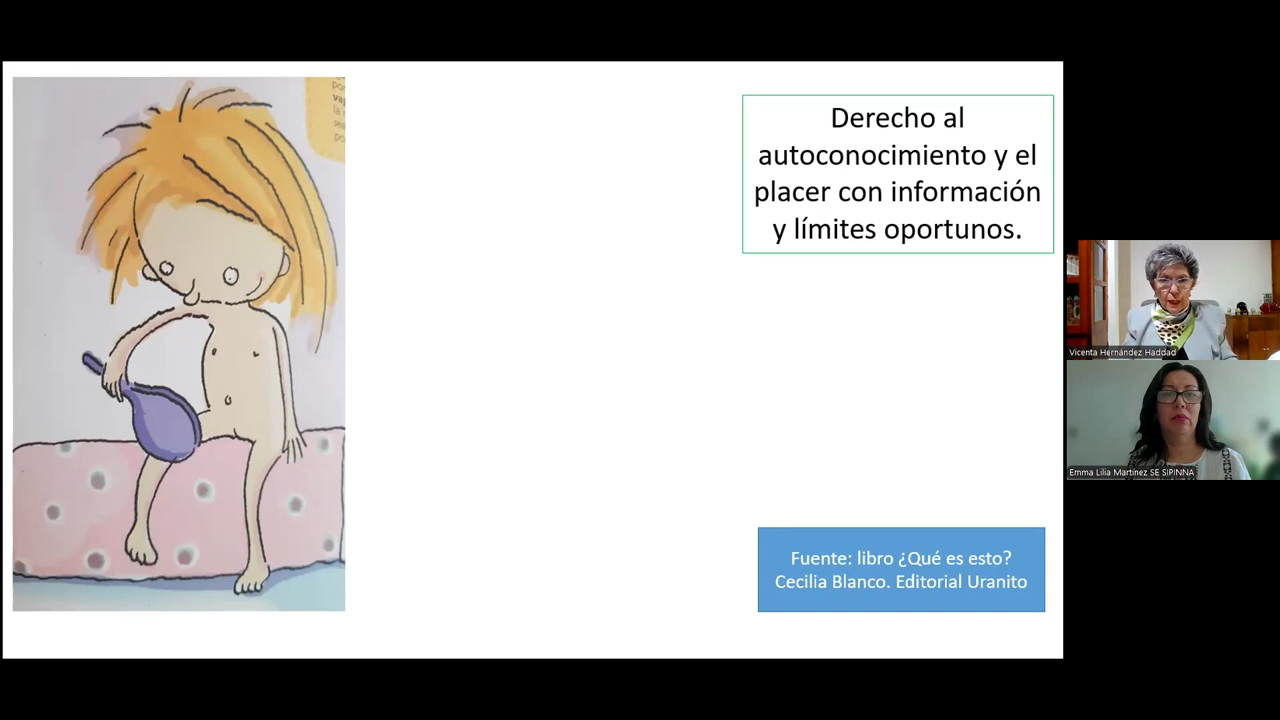 Derecho al
autoconocimiento y el
placer con información
y límites oportunos.
Fuente: libro ¿Qué es esto?
Cecilia Blanco. Editorial Uranito
Vicenta Hernández Haddad
Emma Lilia Martínez SE SIPINNA